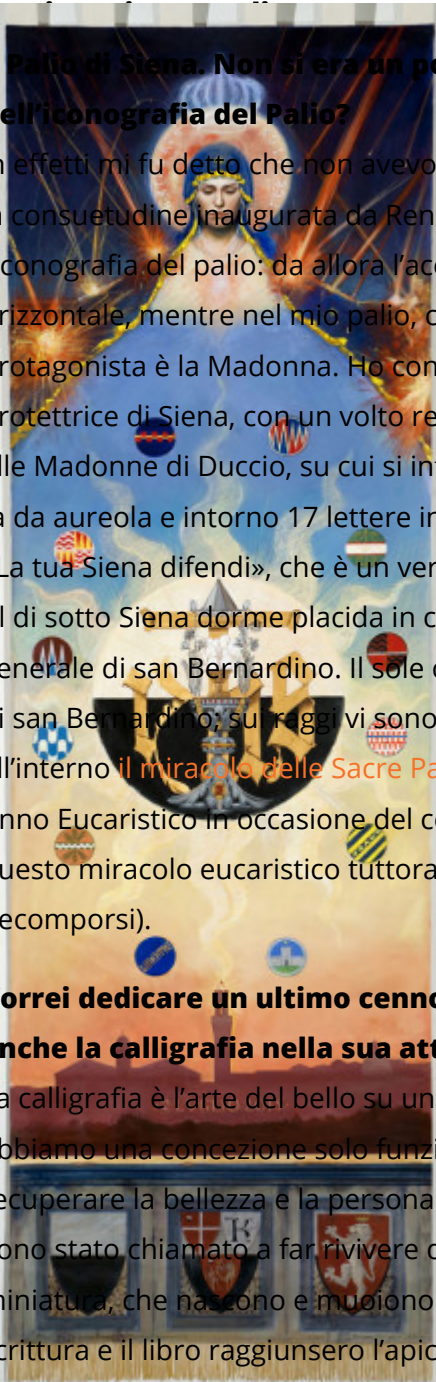 Palio di Siena. Non si era un po
ell’iconografia del Palio?
n effetti mi fu detto che non avevo
a consuetudine inaugurata da Ren
conografia del palio: da allora l’acc
rizzontale, mentre nel mio palio, c
rotagonista è la Madonna. Ho con
rotettrice di Siena, con un volto re
lle Madonne di Duccio, su cui si int
a da aureola e intorno 17 lettere in
La tua Siena difendi», che è un ver
l di sotto Siena dorme placida in c
enerale di san Bernardino. Il sole
i san Bernardino; sui raggi vi sono
ll’interno il miracolo delle Sacre Pa
nno Eucaristico in occasione del ce
uesto miracolo eucaristico tuttora
ecomporsi).
orrei dedicare un ultimo cenno
nche la calligrafia nella sua att
a calligrafia è l’arte del bello su un
bbiamo una concezione solo funzi
ecuperare la bellezza e la persona
ono stato chiamato a far rivivere
miniatura, che nascono e muoiono
crittura e il libro raggiunsero l’apic